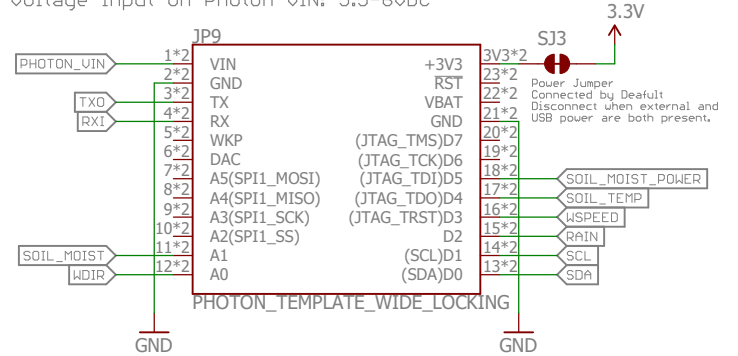 Voltage Input on Photon VIN: 3.3-6VDC
3.3V
JP9
SJ3
PHOTON_VIN
1*2
VIN
+3V3
3V3*2
2*2
GND
RST
23*2
Power Jumper
TXO
3*2
TX
VBAT
22*2
Connected by Deafult
RXI
4*2
RX
GND
21*2
Disconnect when external and
USB power are both present.
5*2
WKP
(JTAG_TMS)D7
20*2
6*2
DAC
(JTAG_TCK)D6
19*2
7*2
A5(SPI1_MOSI)
(JTAG_TDI)D5
18*2
SOIL_MOIST_POWER
8*2
A4(SPI1_MISO)
(JTAG_TDO)D4
17*2
SOIL_TEMP
9*2
A3(SPI1_SCK)
(JTAG_TRST)D3
16*2
WSPEED
10*2
A2(SPI1_SS)
D2
15*2
RAIN
SOIL_MOIST
11*2
A1
(SCL)D1
14*2
SCL
WDIR
12*2
A0
(SDA)D0
13*2
SDA
PHOTON_TEMPLATE_WIDE_LOCKING
GND
GND